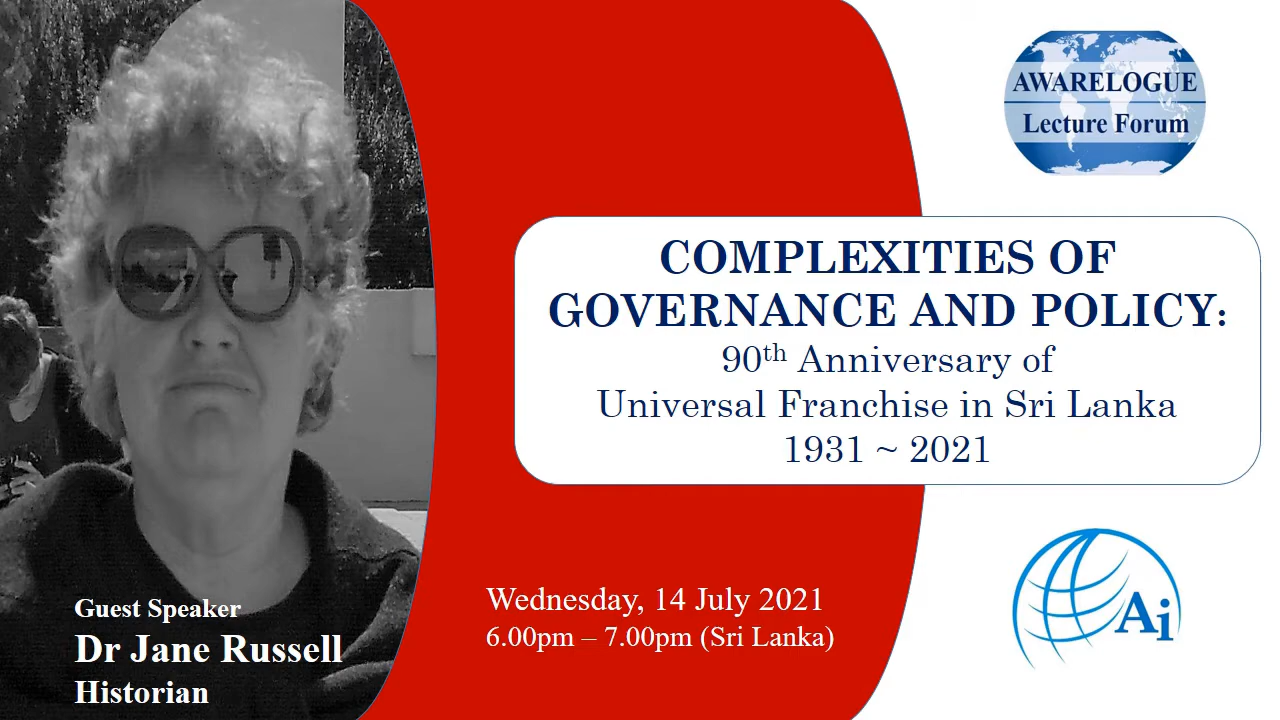 AWARELOGUE
Lecture Forum
COMPLEXITIES OF
GOVERNANCE AND POLICY:
90th Anniversary of
Universal Franchise in Sri Lanka
1931 ~ 2021
Wednesday, 14 July 2021
6.00pm – 7.00pm (Sri Lanka)
Guest Speaker
Dr Jane Russell
Historian
Ai